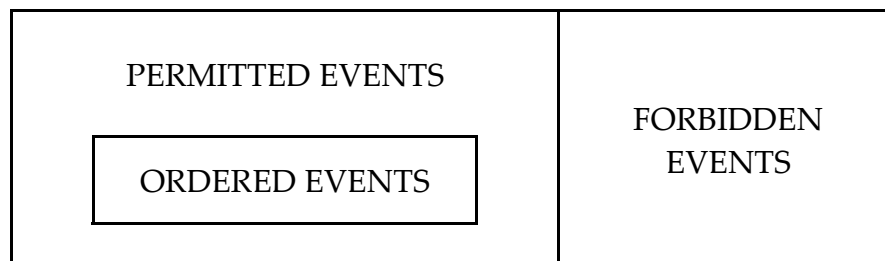 PERMITTED EVENTS
ORDERED EVENTS
FORBIDDEN
EVENTS